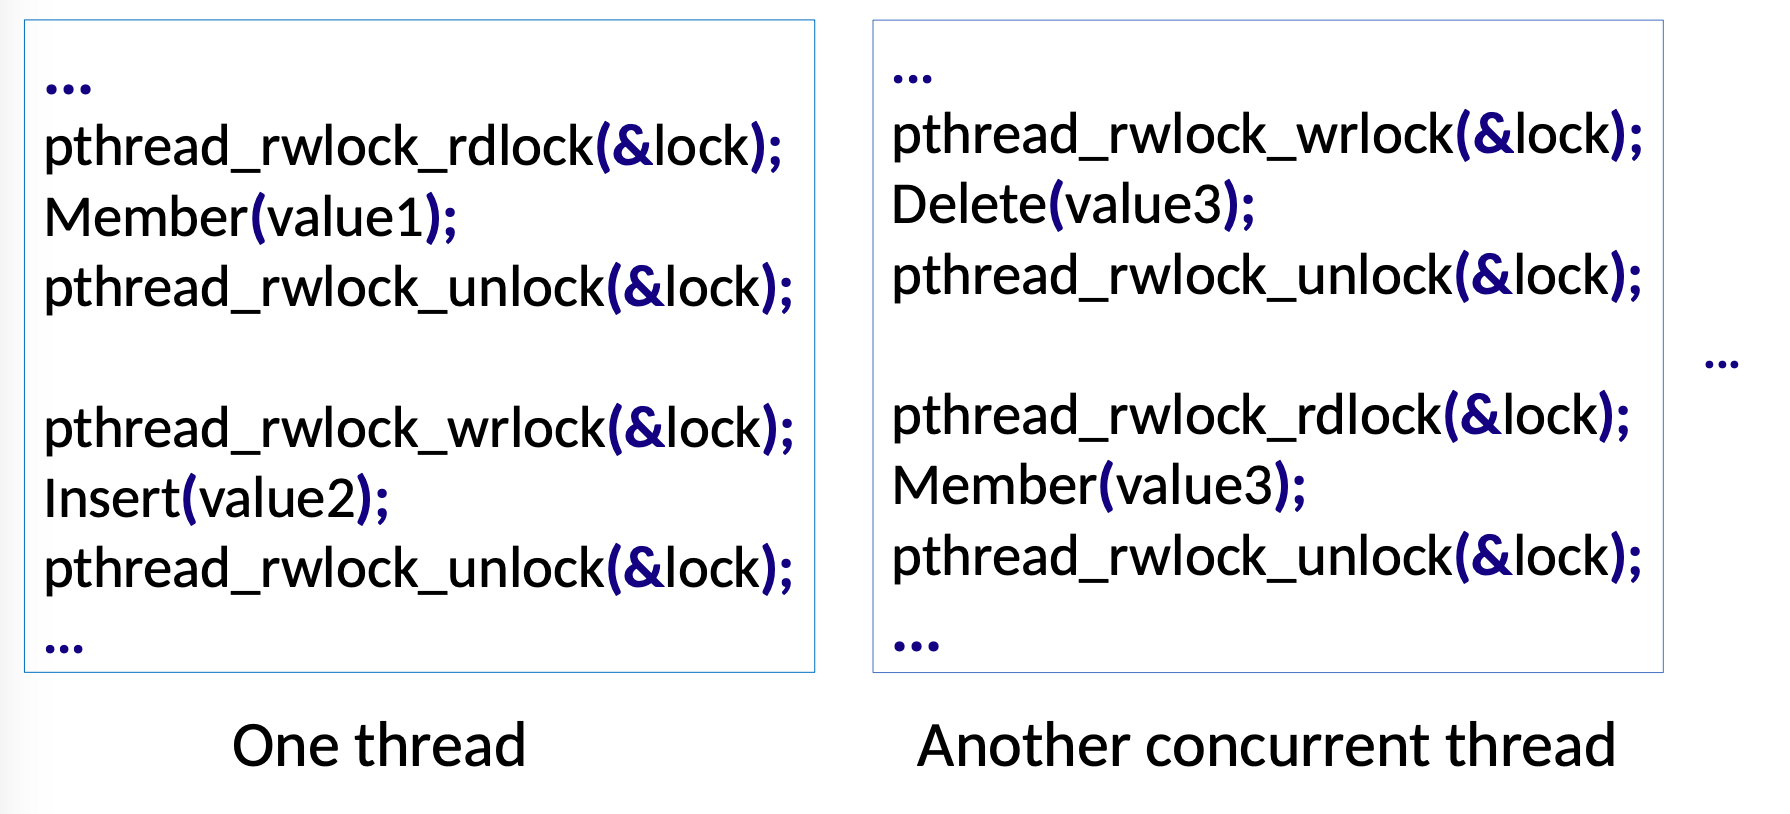 ...
pthread_rwlock_rdlock(&lock);
Member(value1);
pthread_rwlock_unlock(&lock);
pthread_rwlock_wrlock(&lock);
Insert(value2);
pthread_rwlock_unlock(&lock);
...
One thread
...
pthread_rwlock_wrlock(&lock);
Delete(value3);
pthread_rwlock_unlock(&lock);
pthread_rwlock_rdlock(&lock);
Member(value3);
pthread_rwlock_unlock(&lock);
...
Another concurrent thread
...